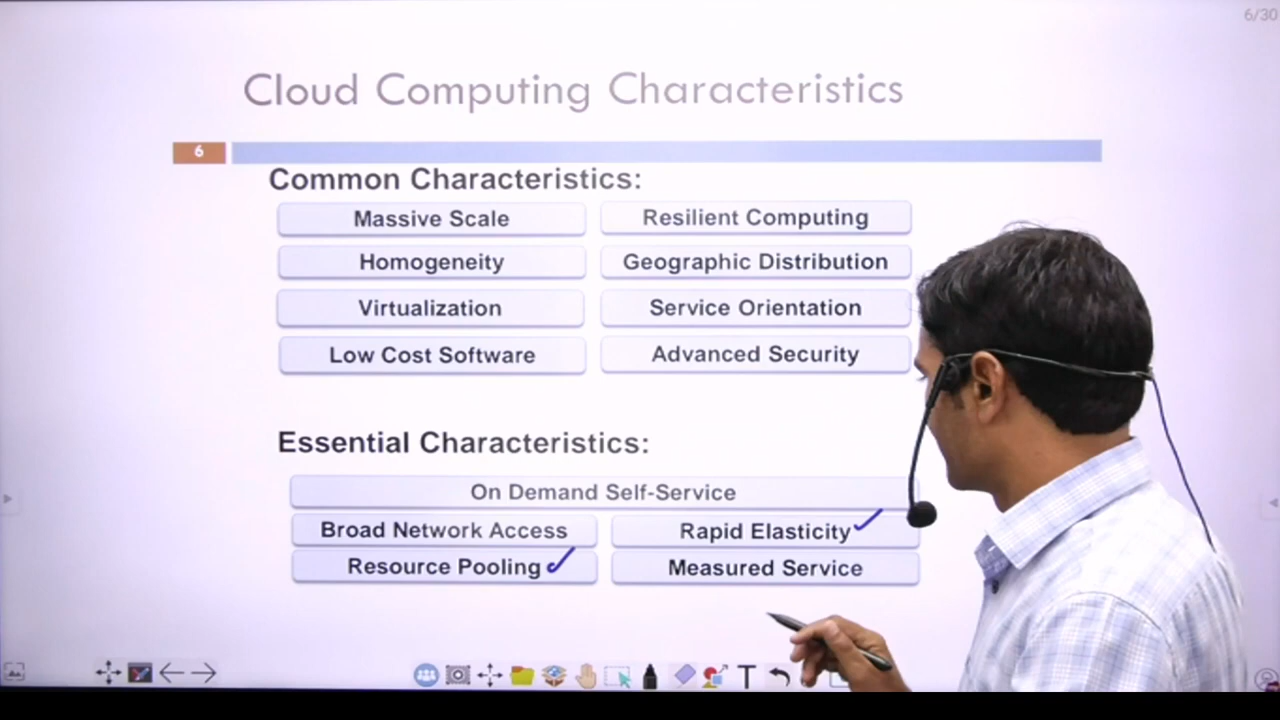 6/30
Cloud Computing Characteristics
6
Common Characteristics:
Massive Scale
Resilient Computing
Homogeneity
Geographic Distribution
Virtualization
Service Orientation
Low Cost Software
Advanced Security
Essential Characteristics:
On Demand Self-Service
Broad Network Access
Rapid Elasticity
Resource Pooling
Measured Service
T